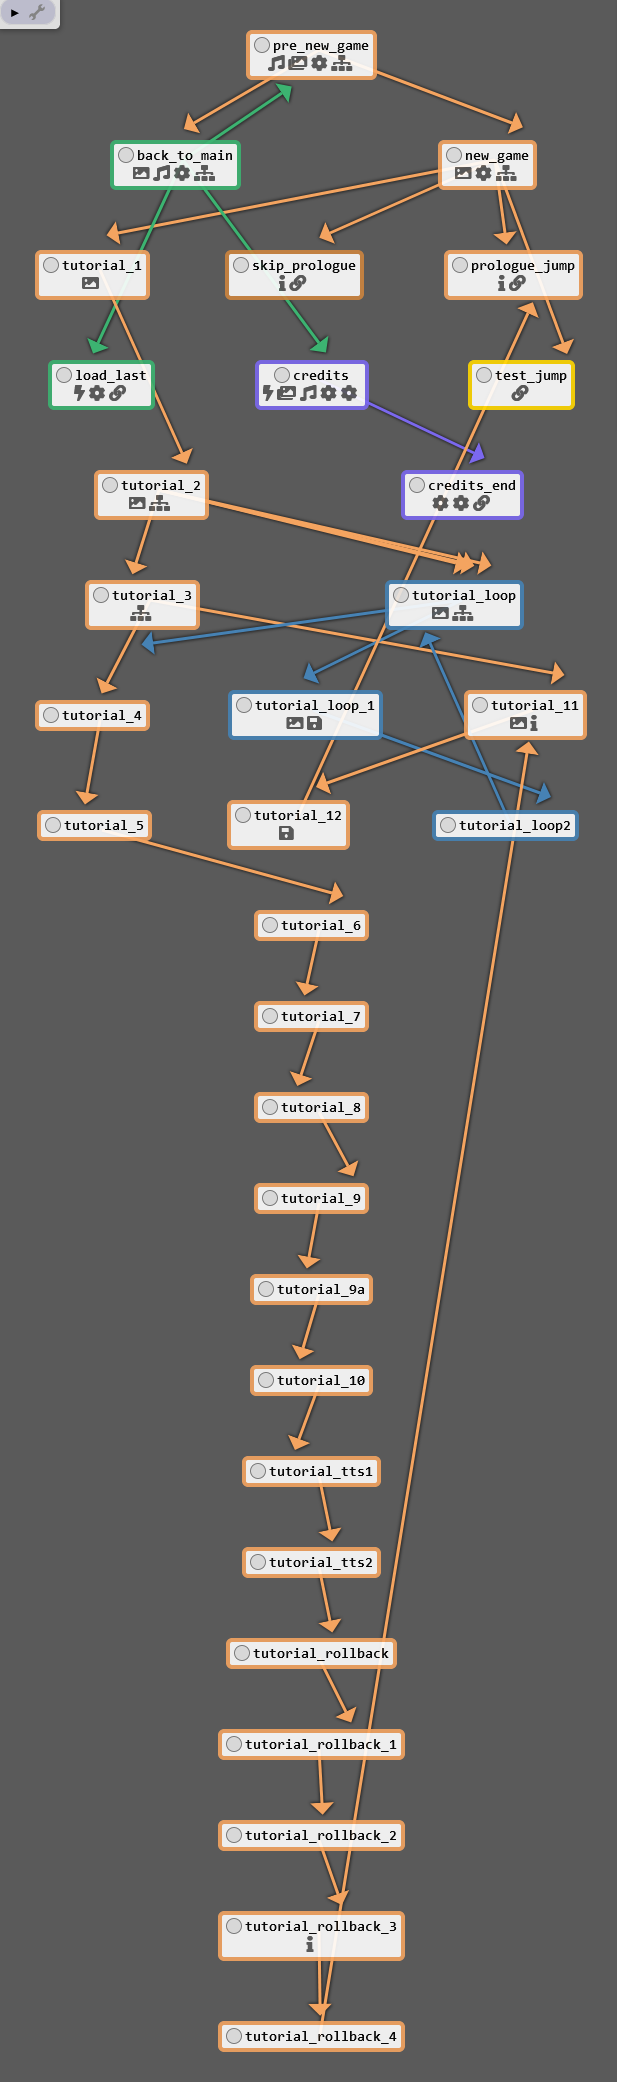 pre_new_game
back_to_main
new_game
tutorial_1
skip_prologue
prologue_jump
load_last
credits
test_jump
tutorial_2
credits_end
tutorial_3
tutorial_loop
tutorial_4
tutorial_loop_1
tutorial_11
tutorial_5
tutorial_12
tutorial_loop2
tutorial_6
tutorial_7
tutorial_8
tutorial_9
tutorial_9a
tutorial_10
tutorial_tts1
tutorial_tts2
tutorial_rollback
tutorial_rollback_1
tutorial_rollback_2
tutorial_rollback_3
tutorial_rollback_4